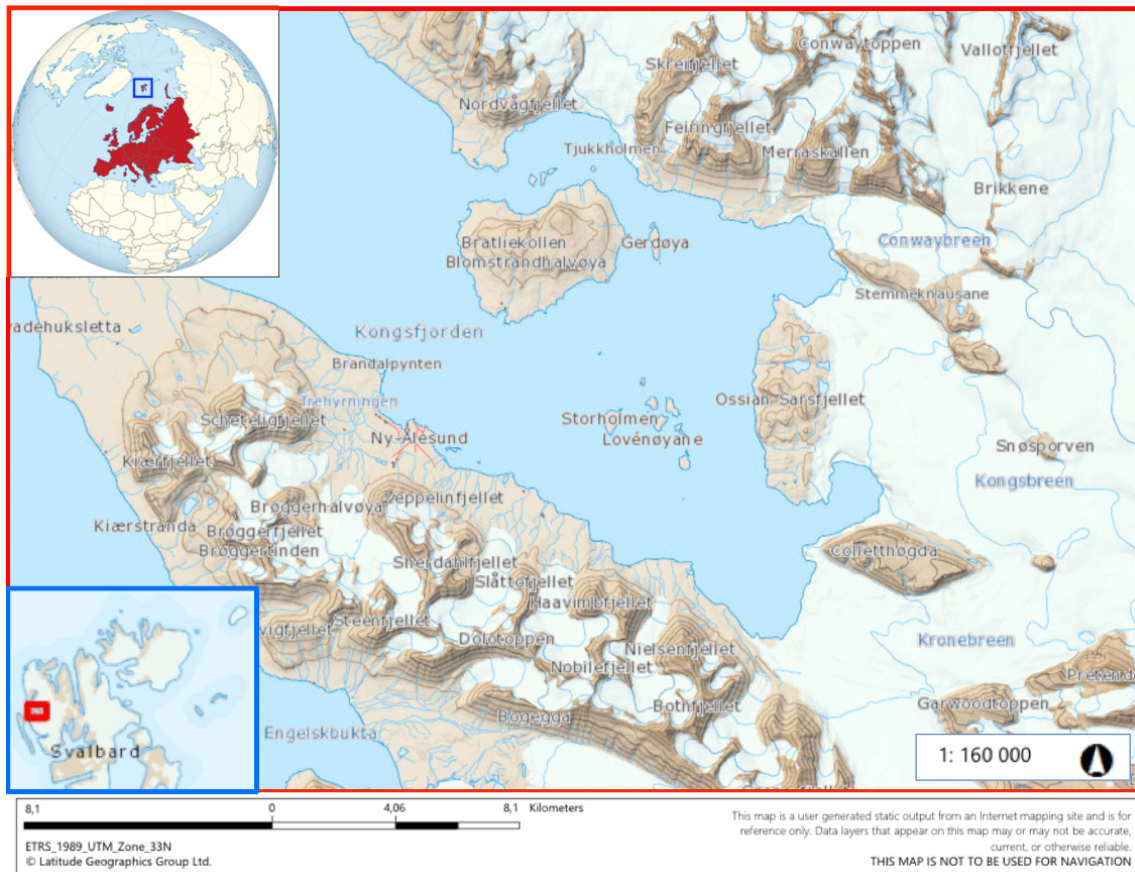 Conwaytoppen
Vallotfjellet
Skreifjellet
Nordvågfjellet
Feiringfjellet
Tjukkholmen
Merraskallen
Brikkene
Bratliekollen
Gerdøya
Conwaybreen
Blomstrandhalvøya
Stemmeknausane
vadehuksletta
Kongsfjorden
Brandalpynten
Trehyrningen
Ossian Sarsfjellet
Scheteligfjellet
Storholmen
Ny-Ålesund
Lovénøyane
Snøsporven
Kiærfjellet
Kongsbreen
Zeppelinfjellet
Brøggerhalvøya
Kiærstranda
Brøggerfjellet
Brøggertinden
Colletthøgda
Sherdahlfjellet
Slåttofjellet
Haavimbfjellet
Steenfjellet
vigfjellet
Dolotoppen
Kronebreen
Nielsenfjellet
Nobilefjellet
Pretend
Bogegga
Botnfjellet
Garwoodtoppen
Engelskbukta
Svalbard
1: 160 000
8,1 0 4,06 8,1 Kilometers
ETRS_1989_UTM_Zone_33N
© Latitude Geographics Group Ltd.
This map is a user generated static output from an Internet mapping site and is for
reference only. Data layers that appear on this map may or may not be accurate,
current, or otherwise reliable.
THIS MAP IS NOT TO BE USED FOR NAVIGATION